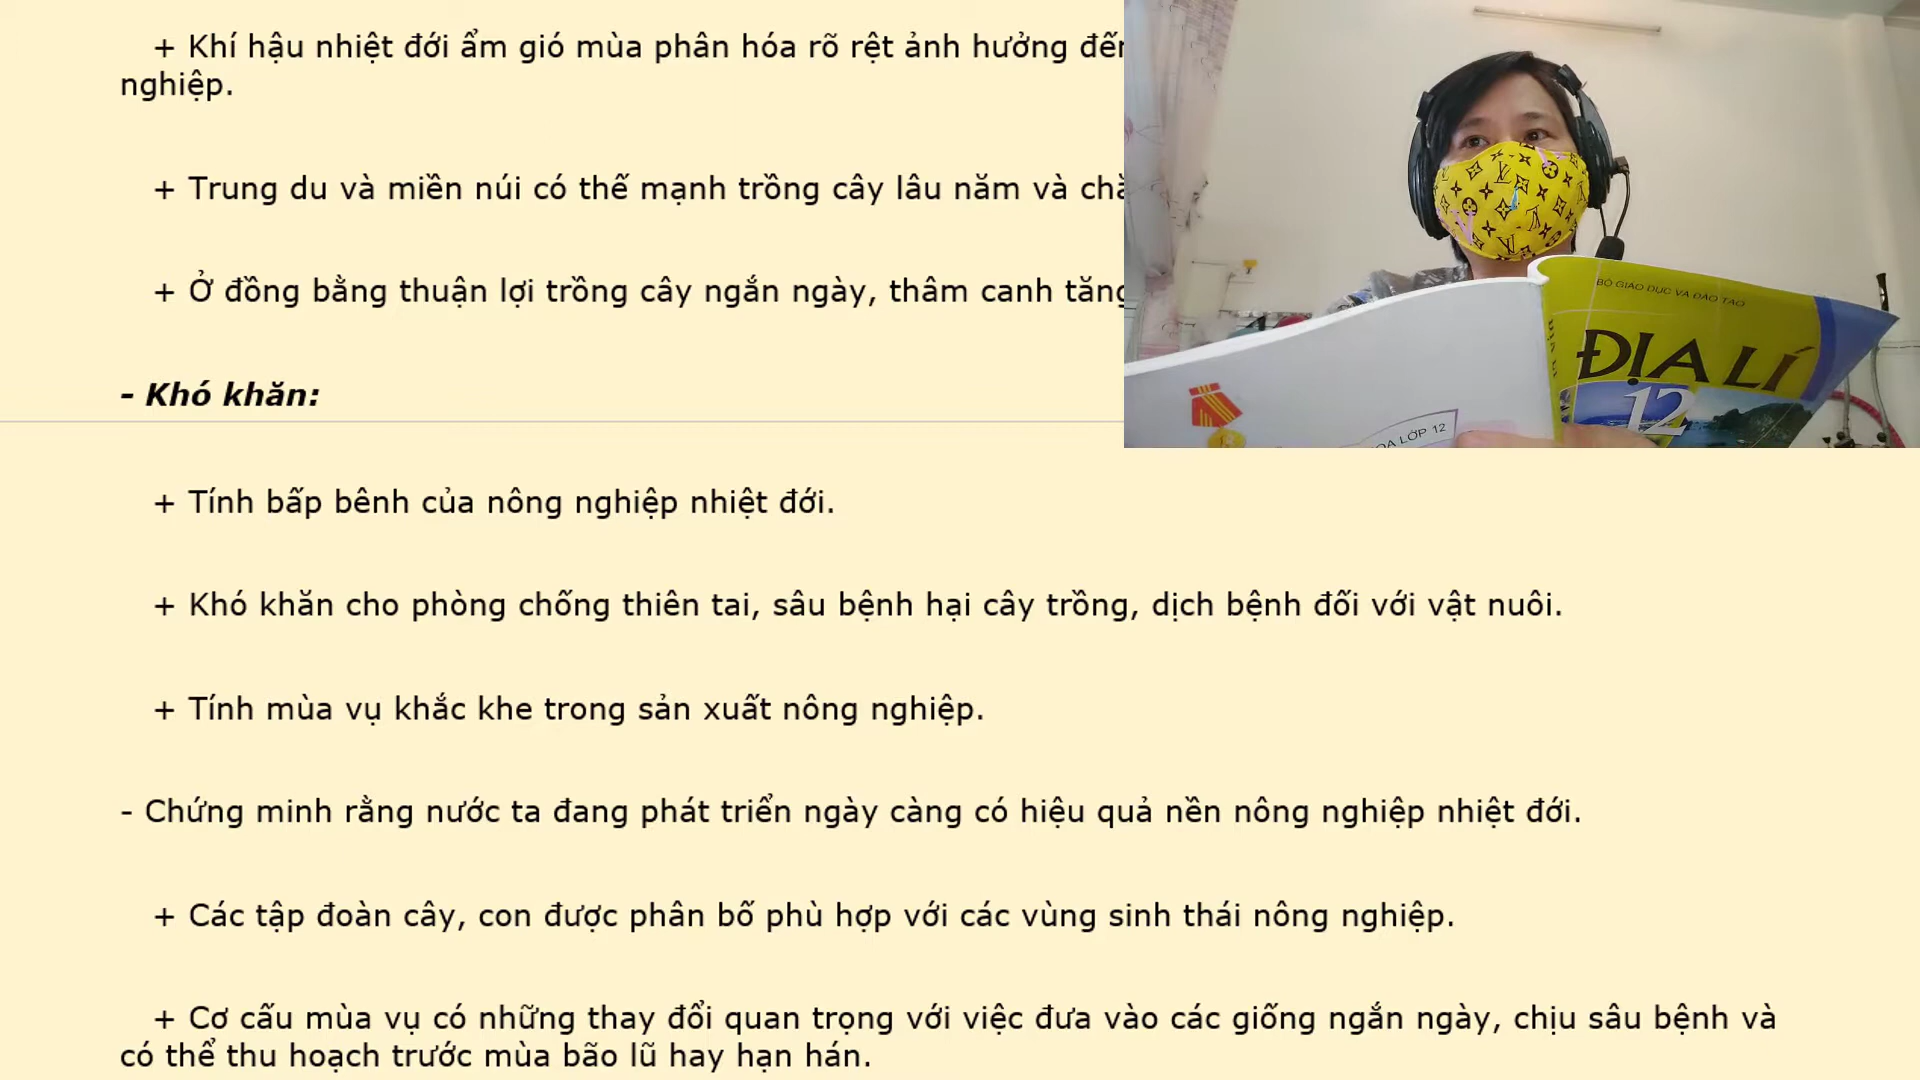 + Khí hậu nhiệt đới ẩm gió mùa phân hóa rõ rệt ảnh hưởng
nghiệp.
+ Trung du và miền núi có thế mạnh trồng cây lâu năm và
+ Ở đồng bằng thuận lợi trồng cây ngắn ngày, thâm canh tăng
- Khó khăn:
+ Tính bấp bênh của nông nghiệp nhiệt đới.
+ Khó khăn cho phòng chống thiên tai, sâu bệnh hại cây trồng, dịch bệnh đối với vật nuôi.
+ Tính mùa vụ khắc khe trong sản xuất nông nghiệp.
- Chứng minh rằng nước ta đang phát triển ngày càng có hiệu quả nền nông nghiệp nhiệt đới.
+ Các tập đoàn cây, con được phân bố phù hợp với các vùng sinh thái nông nghiệp.
+ Cơ cấu mùa vụ có những thay đổi quan trọng với việc đưa vào các giống ngắn ngày, chịu sâu bệnh và
có thể thu hoạch trước mùa bão lũ hay hạn hán.
BỘ GIÁO DỤC VÀ ĐÀO TẠO
ĐỊA LÍ
12
LỚP 12